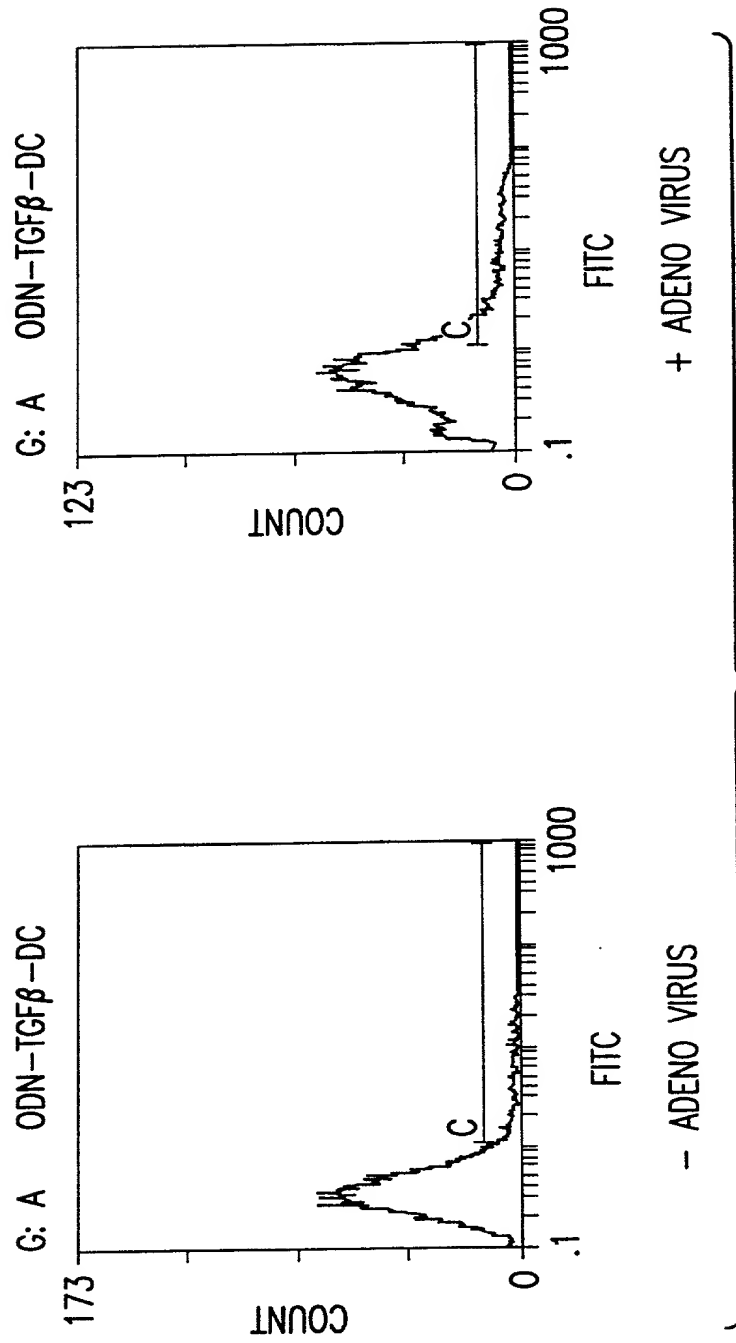 G: A ODN-TGFβ-DC
173
COUNT
0
.1
1000
C
FITC
- ADENO VIRUS
G: A ODN-TGFβ-DC
123
COUNT
0
.1
1000
C
FITC
+ ADENO VIRUS